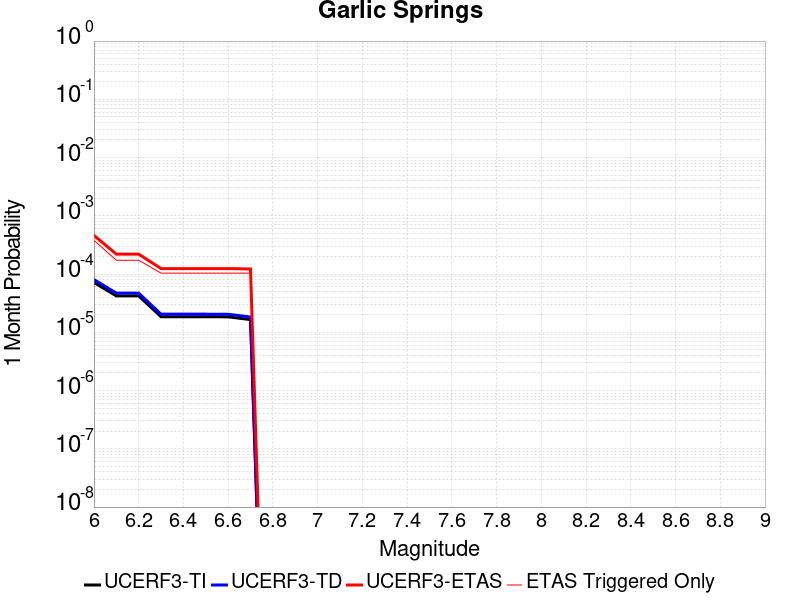 Garlic Springs
10^0
10^-1
10^-2
10^-3
10^-4
10^-5
10^-6
10^-7
10^-8
1 Month Probability
6 6.2 6.4 6.6 6.8 7 7.2 7.4 7.6 7.8 8 8.2 8.4 8.6 8.8 9
Magnitude
UCERF3-TI UCERF3-TD UCERF3-ETAS ETAS Triggered Only